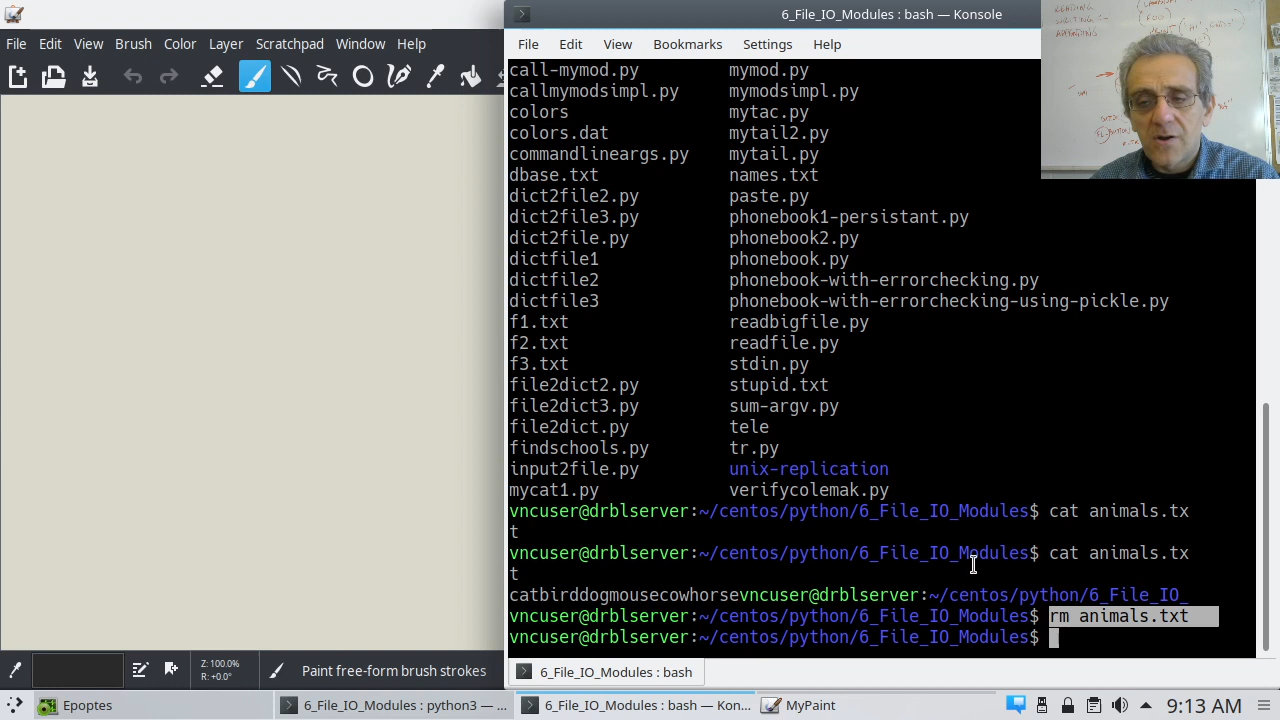 6_File_IO_Modules : bash — Konsole
File Edit View Brush Color Layer Scratchpad Window Help
File Edit View Bookmarks Settings Help
call-mymod.py mymod.py
callmymodsimpl.py mymodsimpl.py
colors mytac.py
colors.dat mytail2.py
commandlineargs.py mytail.py
dbase.txt names.txt
dict2file2.py paste.py
dict2file3.py phonebook1-persistant.py
dict2file.py phonebook2.py
dictfile1 phonebook.py
dictfile2 phonebook-with-errorchecking.py
dictfile3 phonebook-with-errorchecking-using-pickle.py
f1.txt readbigfile.py
f2.txt readfile.py
f3.txt stdin.py
file2dict2.py stupid.txt
file2dict3.py sum-argv.py
file2dict.py tele
findschools.py tr.py
input2file.py unix-replication
mycat1.py verifycolemak.py
vncuser@drblserver:~/centos/python/6_File_IO_Modules$ cat animals.tx
t
vncuser@drblserver:~/centos/python/6_File_IO_Modules$ cat animals.tx
t
catbirddogmousecowhorsevncuser@drblserver:~/centos/python/6_File_IO_
vncuser@drblserver:~/centos/python/6_File_IO_Modules$ rm animals.txt
vncuser@drblserver:~/centos/python/6_File_IO_Modules$
Z: 100.0%
R: +0.0°
Paint free-form brush strokes
6_File_IO_Modules : bash
Epoptes
6_File_IO_Modules : python3 — ...
6_File_IO_Modules : bash — Kon...
MyPaint
9:13 AM